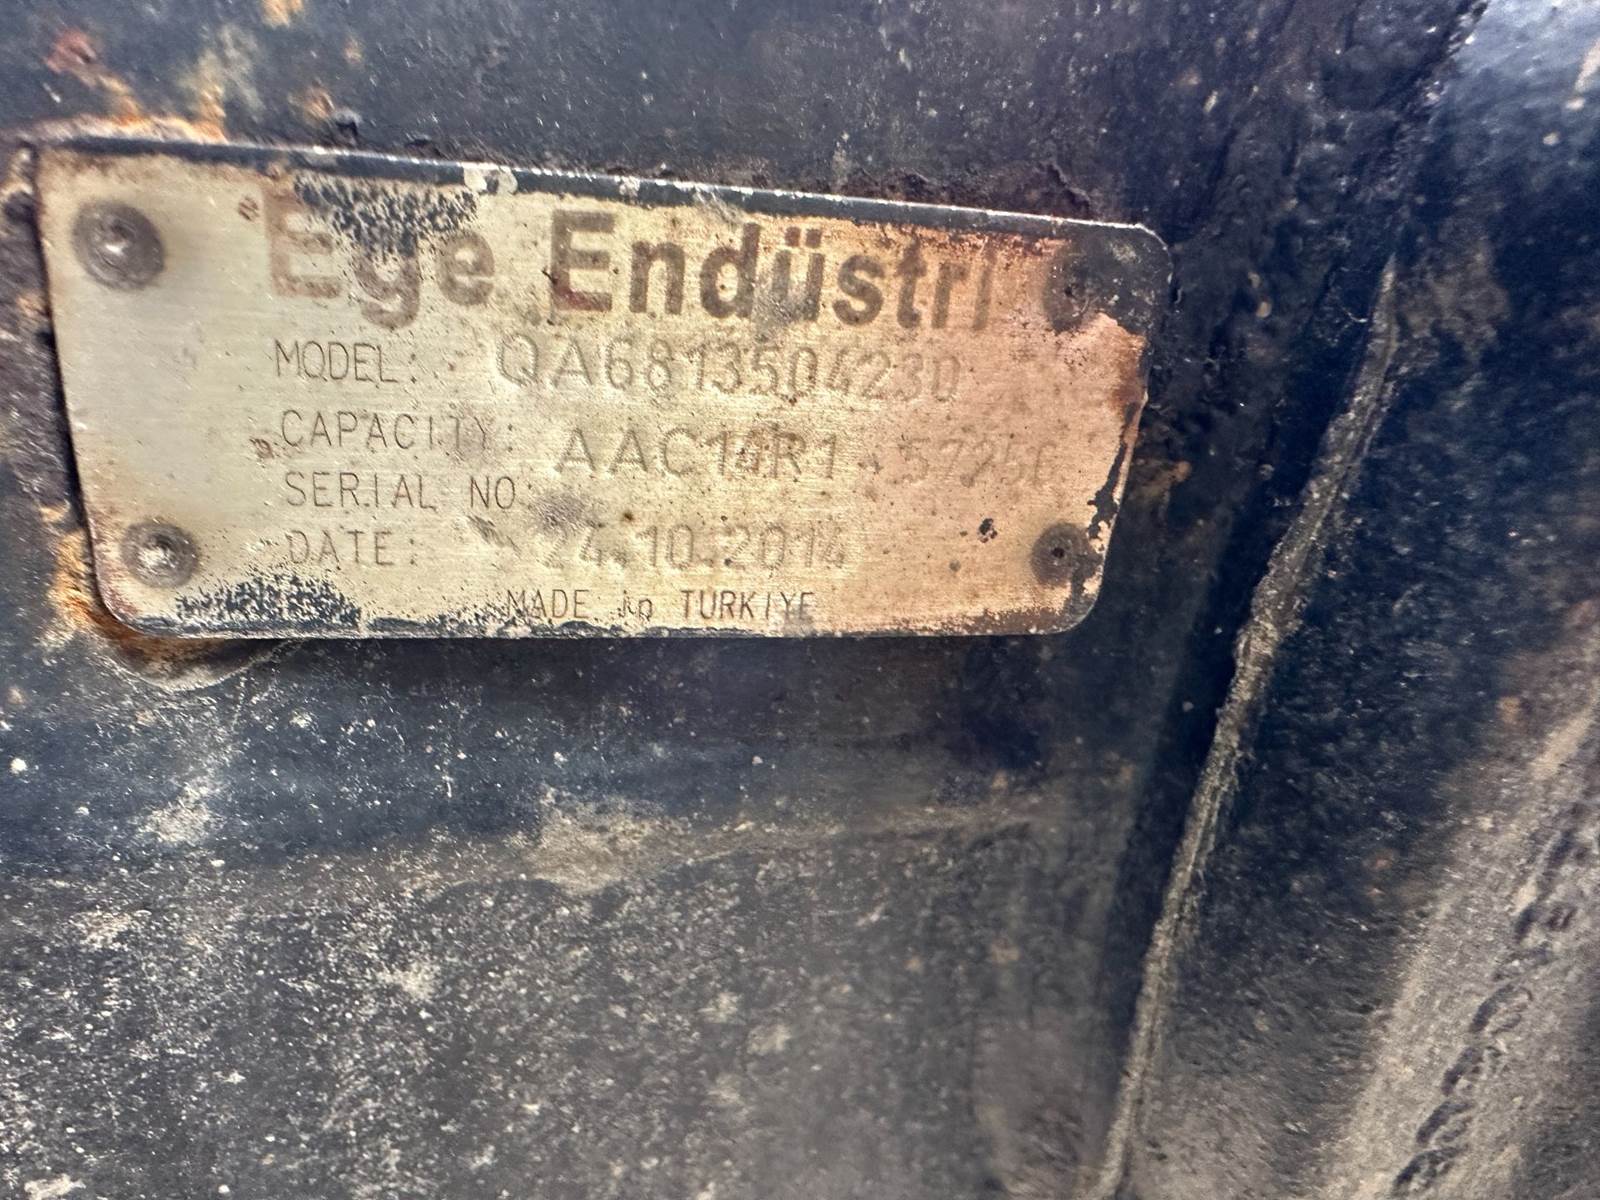 Ege Endüstri
MODEL: QA6813504230
CAPACITY: AAC14R1
SERIAL NO:
DATE: 24.10.2014
MADE in TURKIYE